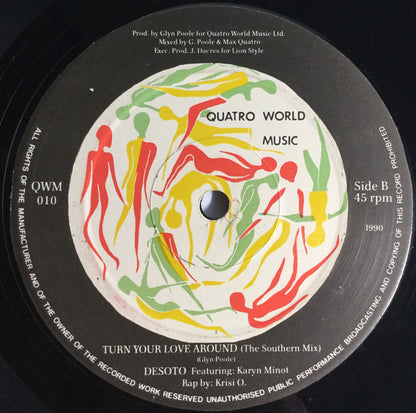 Prod. by Glyn Poole for Quatro World Music Ltd.
Mixed by G. Poole & Max Quatro
Exec. Prod. J. Dacres for Lion Style
QUATRO WORLD
MUSIC
QWM
010
Side B
45 rpm
1990
TURN YOUR LOVE AROUND (The Southern Mix)
(Glyn Poole)
DESOTO Featuring: Karyn Minot
Rap by: Krisi O.
ALL RIGHTS OF THE MANUFACTURER AND OF THE OWNER OF THE RECORDED WORK RESERVED UNAUTHORISED PUBLIC PERFORMANCE BROADCASTING AND COPYING OF THIS RECORD PROHIBITED